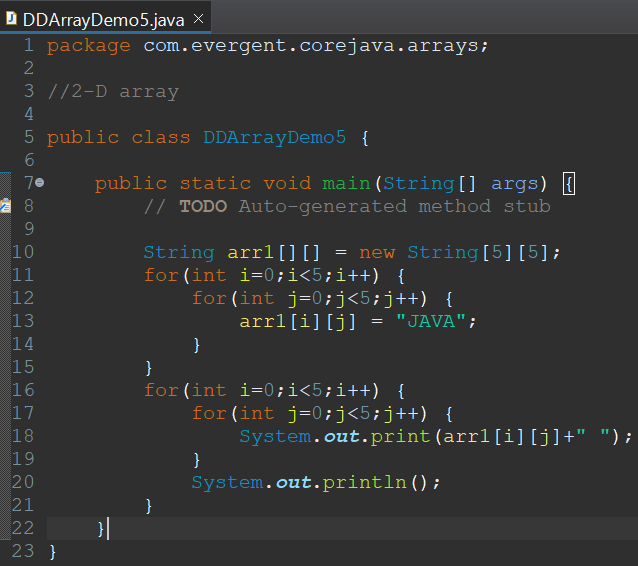 DDArrayDemo5.java
1 package com.evergent.corejava.arrays;
2
3 //2-D array
4
5 public class DDArrayDemo5 {
6
7     public static void main(String[] args) {
8         // TODO Auto-generated method stub
9
10         String arr1[][] = new String[5][5];
11         for(int i=0;i<5;i++) {
12             for(int j=0;j<5;j++) {
13                 arr1[i][j] = "JAVA";
14             }
15         }
16         for(int i=0;i<5;i++) {
17             for(int j=0;j<5;j++) {
18                 System.out.print(arr1[i][j]+" ");
19             }
20             System.out.println();
21         }
22     }
23 }